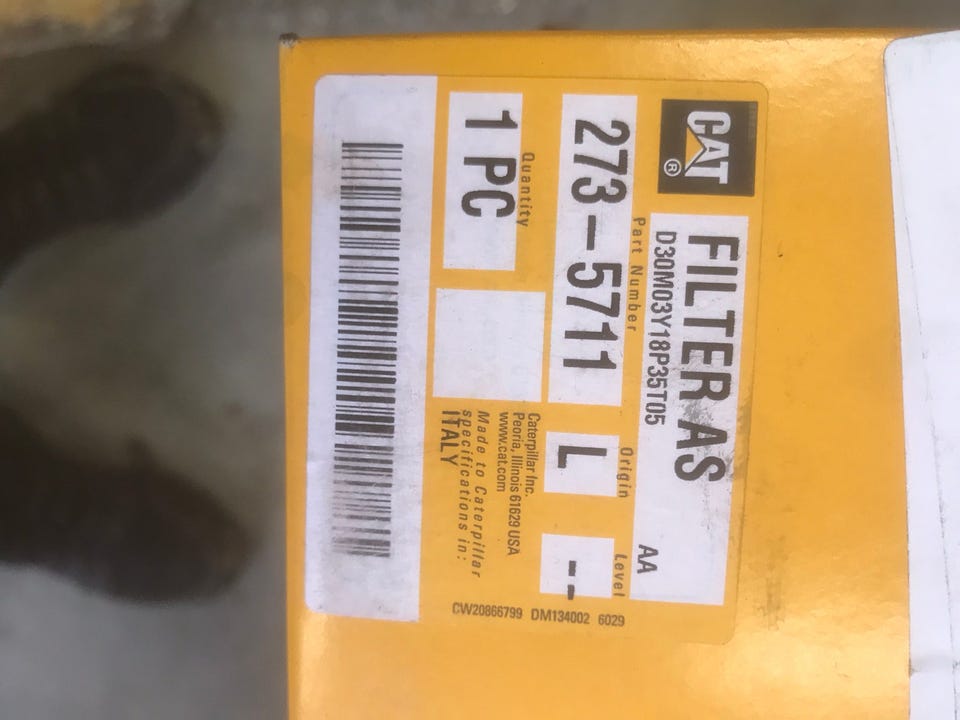 CAT®
FILTER AS
D30M03Y18P35T05
AA
Part Number
Origin
Level
273-5711
L
--
Quantity
1 PC
Caterpillar Inc.
Peoria, Illinois 61629 USA
www.cat.com
Made to Caterpillar
specifications in:
ITALY
CW20866799 DM134002 6029